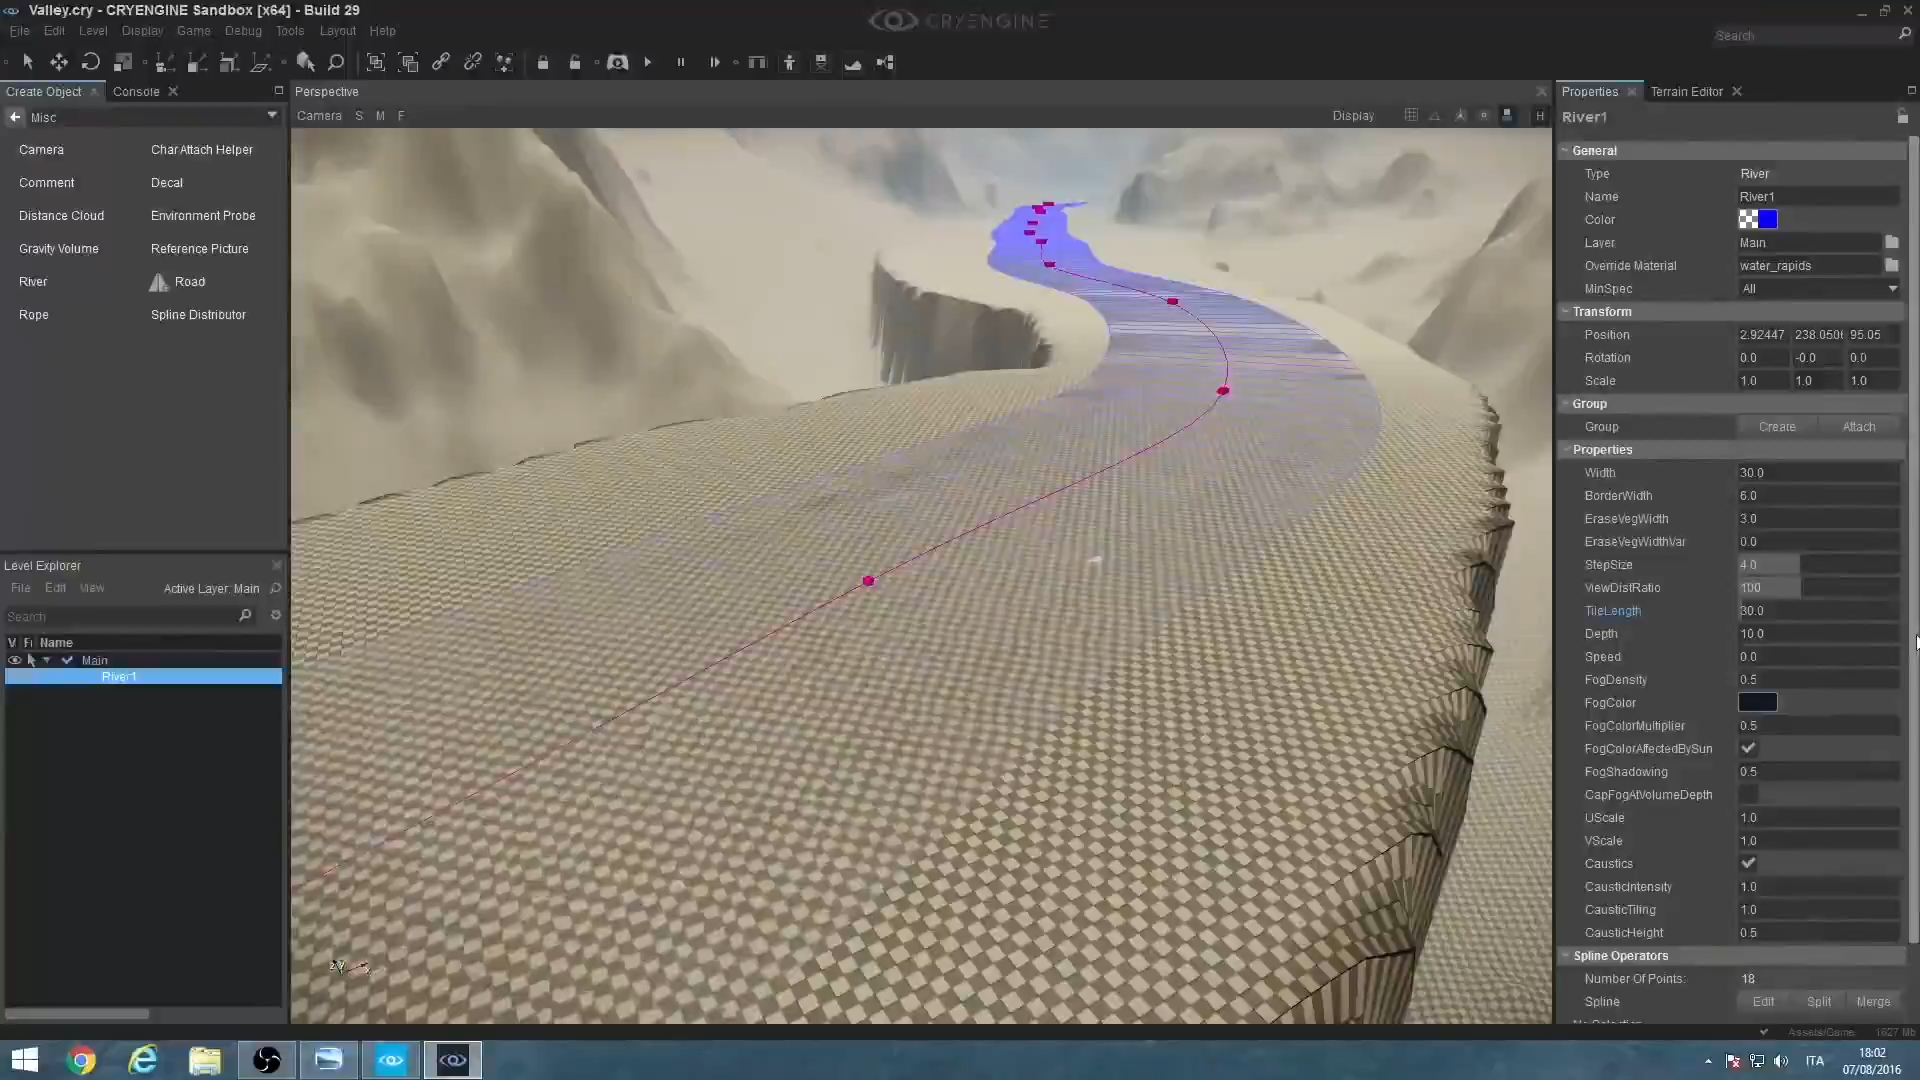 Valley.cry - CRYENGINE Sandbox [x64] - Build 29
CRYENGINE
File Edit Level Display Game Debug Tools Layout Help
Search
Create Object Console
Misc
Camera CharAttach Helper
Comment Decal
Distance Cloud Environment Probe
Gravity Volume Reference Picture
River Road
Rope Spline Distributor
Level Explorer
File Edit View Active Layer: Main
Search
V Fi Name
Main
River1
Perspective
Camera S M F Display H
Properties Terrain Editor
River1
General
Type River
Name River1
Color
Layer Main
Override Material water_rapids
MinSpec All
Transform
Position 2.92447 238.0506 95.05
Rotation 0.0 -0.0 0.0
Scale 1.0 1.0 1.0
Group
Group Create Attach
Properties
Width 30.0
BorderWidth 6.0
EraseVegWidth 3.0
EraseVegWidthVar 0.0
StepSize 4.0
ViewDistRatio 100
TileLength 30.0
Depth 10.0
Speed 0.0
FogDensity 0.5
FogColor
FogColorMultiplier 0.5
FogColorAffectedBySun
FogShadowing 0.5
CapFogAtVolumeDepth
UScale 1.0
VScale 1.0
Caustics
CausticIntensity 1.0
CausticTiling 1.0
CausticHeight 0.5
Spline Operators
Number Of Points: 18
Spline Edit Split Merge
Assets/Game 1627 Mb
ITA
18:02
07/08/2016